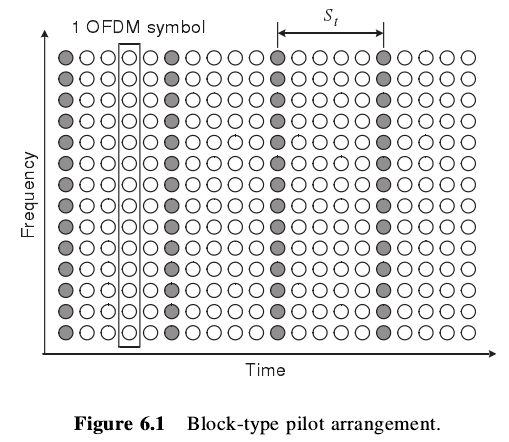 1 OFDM symbol
S_t
Frequency
Time
Figure 6.1 Block-type pilot arrangement.